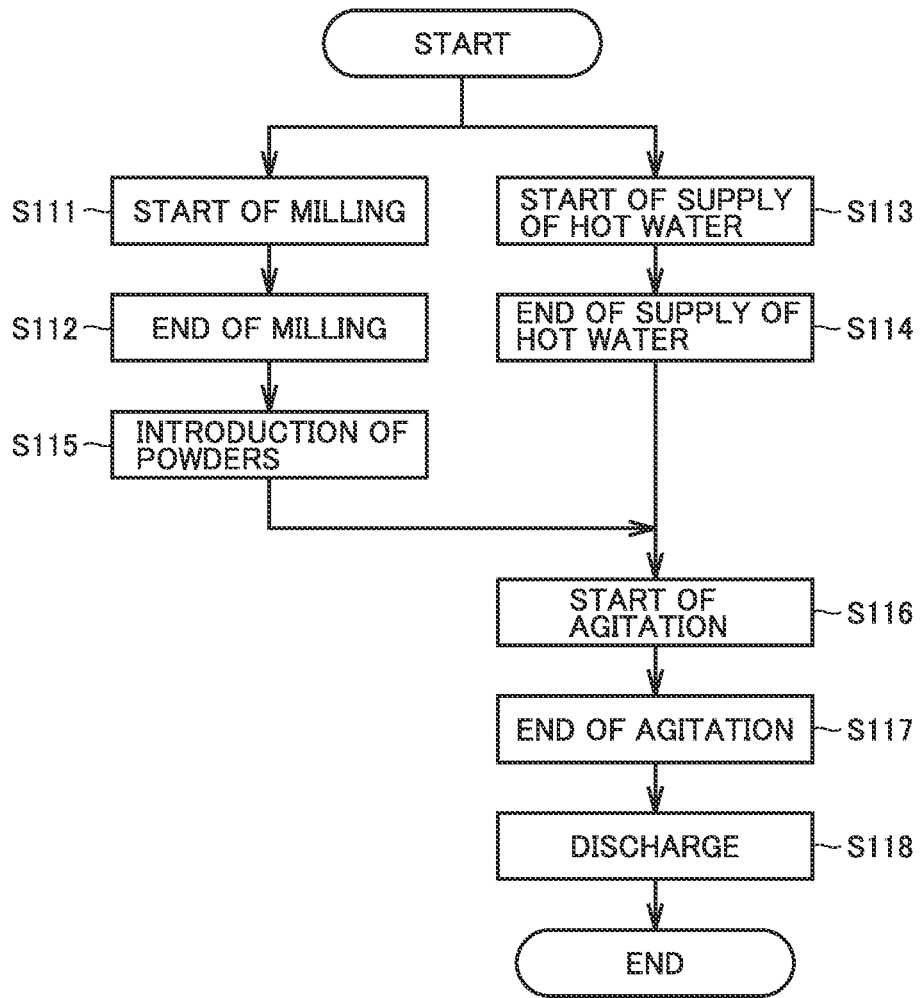 START
S111
START OF MILLING
START OF SUPPLY
OF HOT WATER
S113
S112
END OF MILLING
END OF SUPPLY OF
HOT WATER
S114
S115
INTRODUCTION OF
POWDERS
START OF
AGITATION
S116
END OF AGITATION
S117
DISCHARGE
S118
END